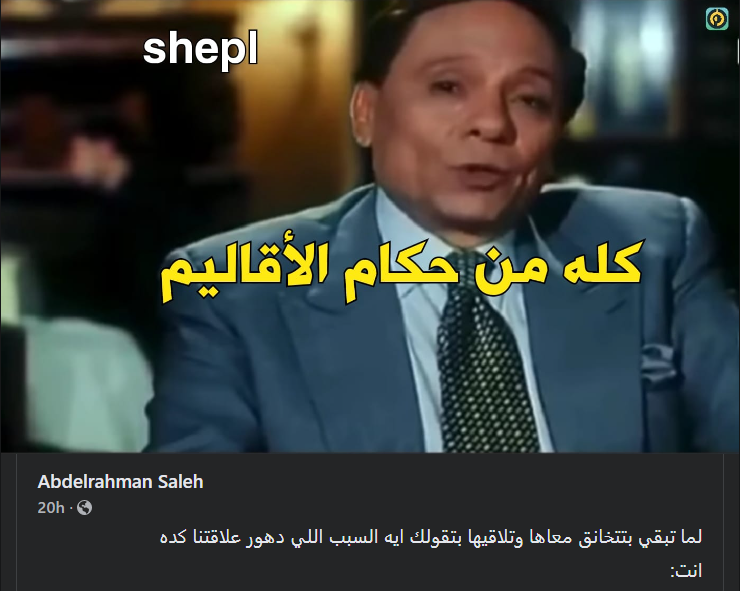 shepl
كله من حكام الأقاليم
Abdelrahman Saleh
20h ·
لما تبقي بتتخانق معاها وتلاقيها بتقولك ايه السبب اللي دهور علاقتنا كده
انت: